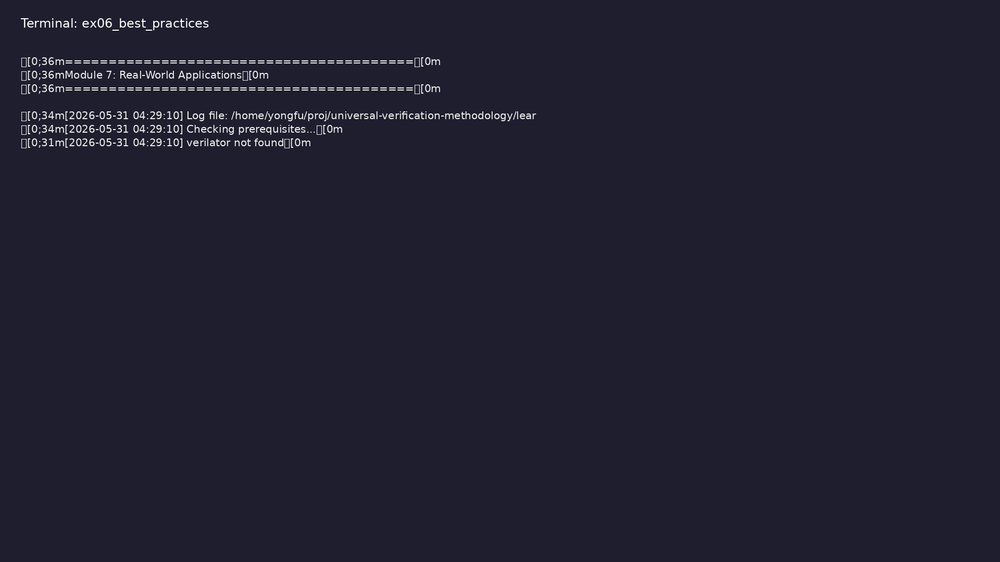 Terminal: ex06_best_practices
▯[0;36m========================================▯[0m
▯[0;36mModule 7: Real-World Applications▯[0m
▯[0;36m========================================▯[0m
▯[0;34m[2026-05-31 04:29:10] Log file: /home/yongfu/proj/universal-verification-methodology/lear
▯[0;34m[2026-05-31 04:29:10] Checking prerequisites...▯[0m
▯[0;31m[2026-05-31 04:29:10] verilator not found▯[0m